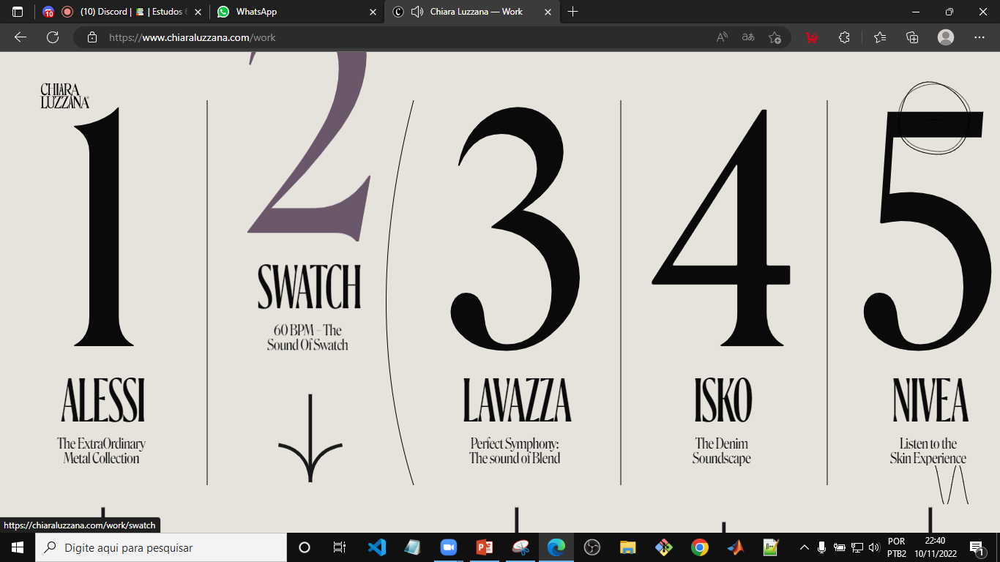 (10) Discord | | Estudos
WhatsApp
Chiara Luzzana — Work
https://www.chiaraluzzana.com/work
CHIARA
LUZZANA
1
2
3
4
5
ALESSI
The ExtraOrdinary
Metal Collection
SWATCH
60 BPM – The
Sound Of Swatch
LAVAZZA
Perfect Symphony:
The sound of Blend
ISKO
The Denim
Soundscape
NIVEA
Listen to the
Skin Experience
https://chiaraluzzana.com/work/swatch
Digite aqui para pesquisar
POR
PTB2
22:40
10/11/2022
1